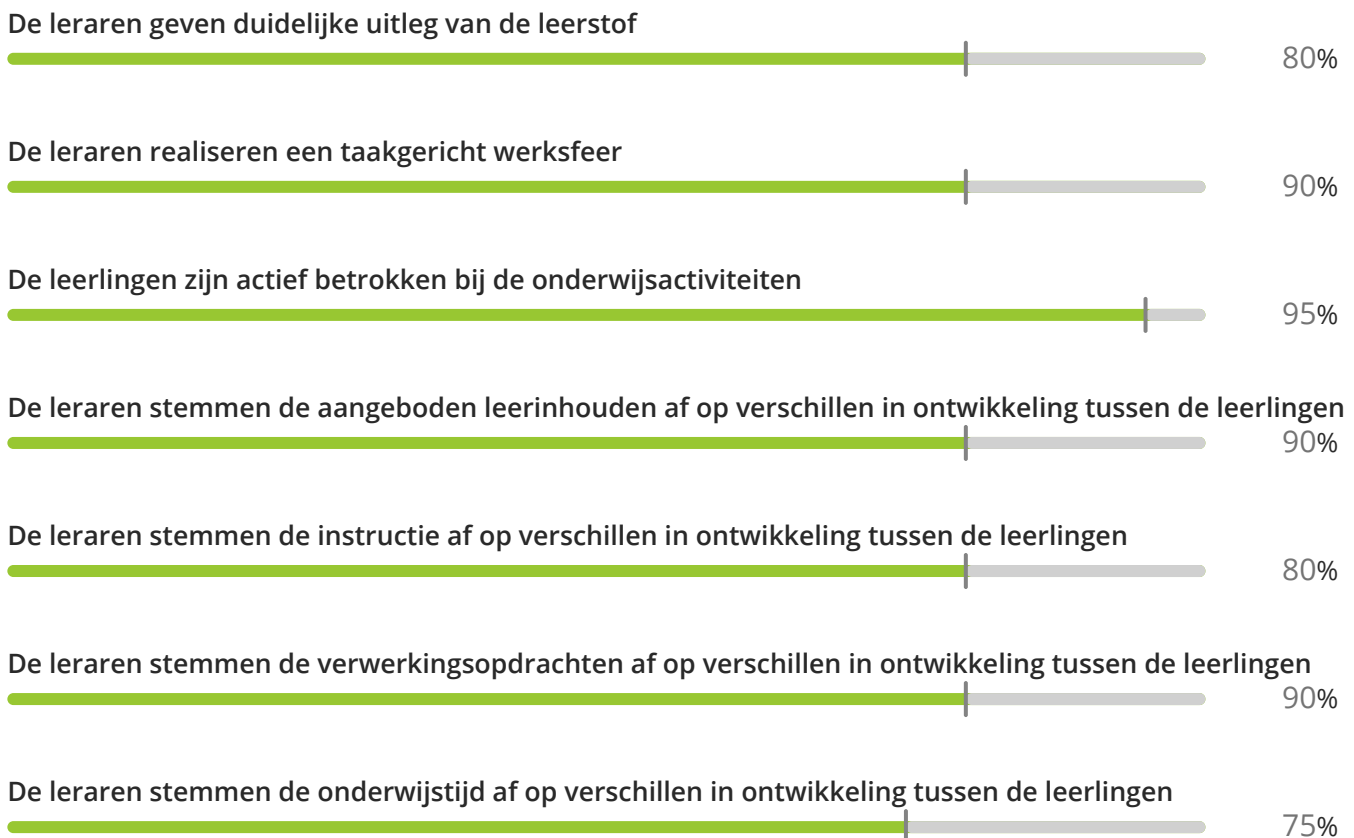 De leraren geven duidelijke uitleg van de leerstof
80%
De leraren realiseren een taakgericht werksfeer
90%
De leerlingen zijn actief betrokken bij de onderwijsactiviteiten
95%
De leraren stemmen de aangeboden leerinhouden af op verschillen in ontwikkeling tussen de leerlingen
90%
De leraren stemmen de instructie af op verschillen in ontwikkeling tussen de leerlingen
80%
De leraren stemmen de verwerkingsopdrachten af op verschillen in ontwikkeling tussen de leerlingen
90%
De leraren stemmen de onderwijstijd af op verschillen in ontwikkeling tussen de leerlingen
75%